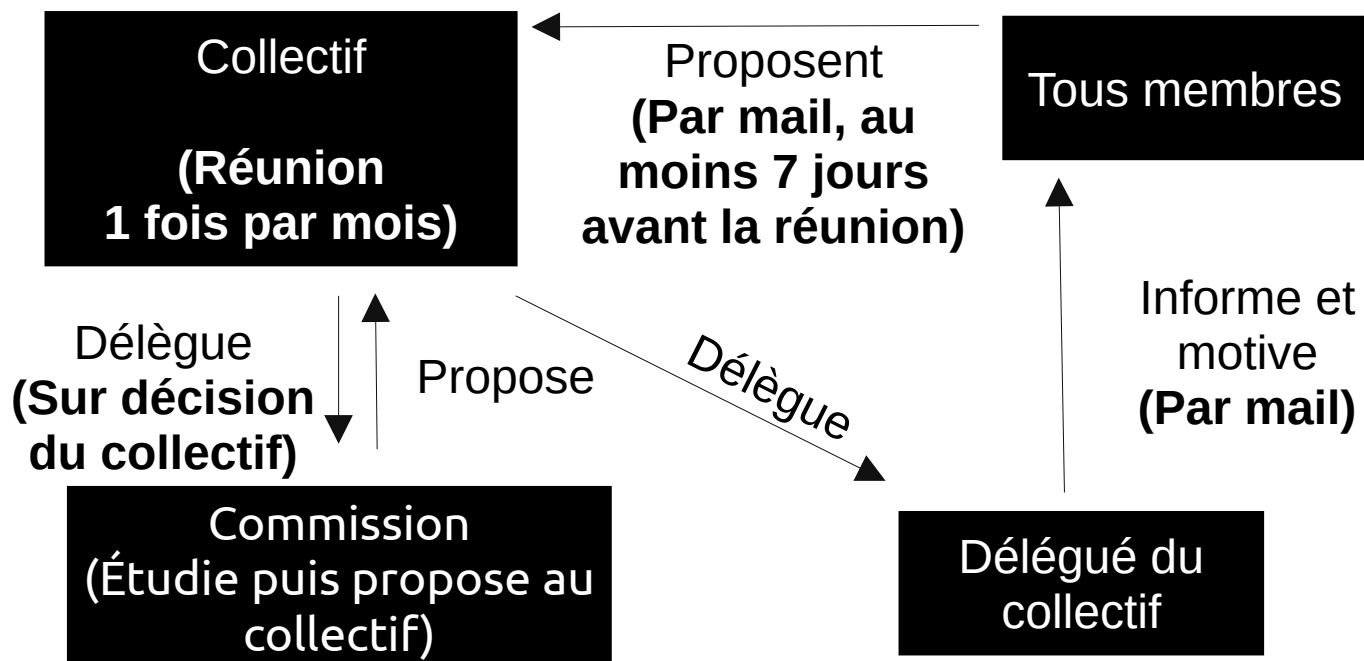 Collectif
(Réunion
1 fois par mois)
Proposent
(Par mail, au
moins 7 jours
avant la réunion)
Tous membres
Délègue
(Sur décision
du collectif)
Propose
Délègue
Informe et
motive
(Par mail)
Commission
(Étudie puis propose au
collectif)
Délégué du
collectif